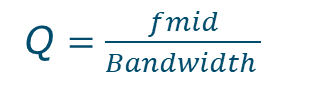 Q = fmid / Bandwidth